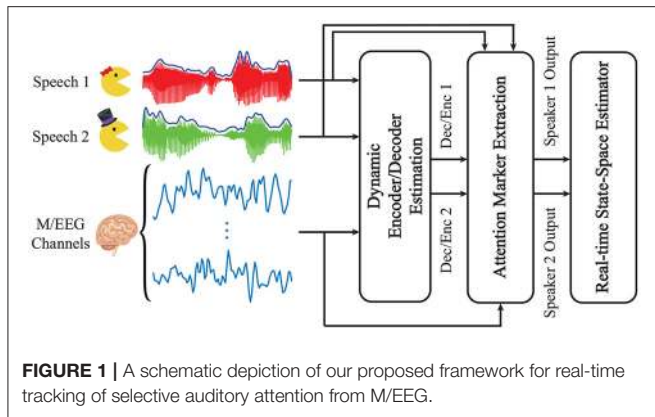 Speech 1
Speech 2
M/EEG
Channels
Dynamic
Encoder/Decoder
Estimation
Dec/Enc 1
Dec/Enc 2
Attention Marker Extraction
Speaker 1 Output
Speaker 2 Output
Real-time State-Space Estimator
FIGURE 1 | A schematic depiction of our proposed framework for real-time
tracking of selective auditory attention from M/EEG.